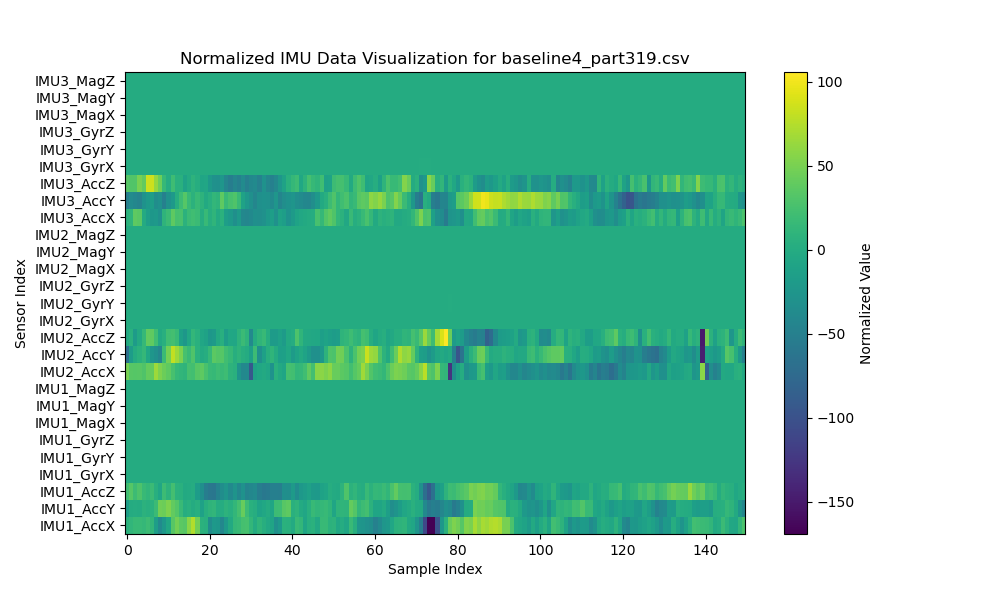 Normalized IMU Data Visualization for baseline4_part319.csv
IMU3_MagZ
IMU3_MagY
IMU3_MagX
IMU3_GyrZ
IMU3_GyrY
IMU3_GyrX
IMU3_AccZ
IMU3_AccY
IMU3_AccX
IMU2_MagZ
IMU2_MagY
IMU2_MagX
IMU2_GyrZ
IMU2_GyrY
IMU2_GyrX
IMU2_AccZ
IMU2_AccY
IMU2_AccX
IMU1_MagZ
IMU1_MagY
IMU1_MagX
IMU1_GyrZ
IMU1_GyrY
IMU1_GyrX
IMU1_AccZ
IMU1_AccY
IMU1_AccX
Sensor Index
0 20 40 60 80 100 120 140
Sample Index
100
50
0
−50
−100
−150
Normalized Value